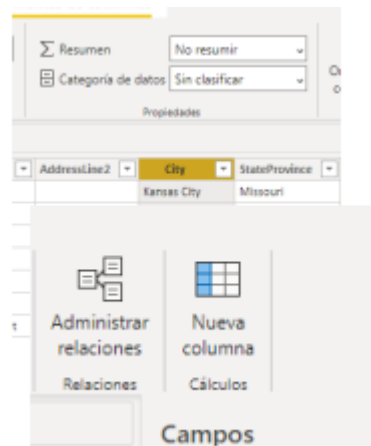 Resumen No resumir
Categoría de datos Sin clasificar
Propiedades
AddressLine2 City StateProvince
Kansas City Missouri
Administrar Nueva
relaciones columna
Relaciones Cálculos
Campos